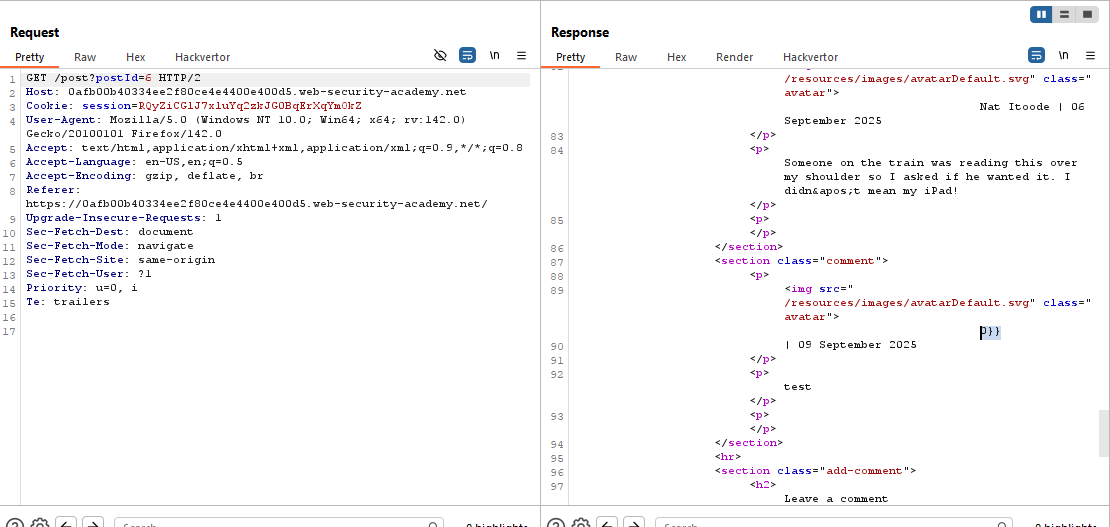 Request
Pretty Raw Hex Hackvertor \n
1 GET /post?postId=6 HTTP/2
2 Host: 0afb00b40334ee2f80ce4e4400e400d5.web-security-academy.net
3 Cookie: session=
4 User-Agent: Mozilla/5.0 (Windows NT 10.0; Win64; x64; rv:142.0)
Gecko/20100101 Firefox/142.0
5 Accept: text/html,application/xhtml+xml,application/xml;q=0.9,*/*;q=0.8
6 Accept-Language: en-US,en;q=0.5
7 Accept-Encoding: gzip, deflate, br
8 Referer:
https://0afb00b40334ee2f80ce4e4400e400d5.web-security-academy.net/
9 Upgrade-Insecure-Requests: 1
10 Sec-Fetch-Dest: document
11 Sec-Fetch-Mode: navigate
12 Sec-Fetch-Site: same-origin
13 Sec-Fetch-User: ?1
14 Priority: u=0, i
15 Te: trailers
16
17
Response
Pretty Raw Hex Render Hackvertor \n
/resources/images/avatarDefault.svg" class="
avatar">
Nat Itoode | 06
September 2025
83 </p>
84 <p>
Someone on the train was reading this over
my shoulder so I asked if he wanted it. I
didn&apos;t mean my iPad!
</p>
85 <p>
</p>
86 </section>
87 <section class="comment">
88 <p>
89 <img src="
/resources/images/avatarDefault.svg" class="
avatar">
0}}
90 | 09 September 2025
91 </p>
92 <p>
test
</p>
93 <p>
</p>
94 </section>
95 <hr>
96 <section class="add-comment">
97 <h2>
Leave a comment